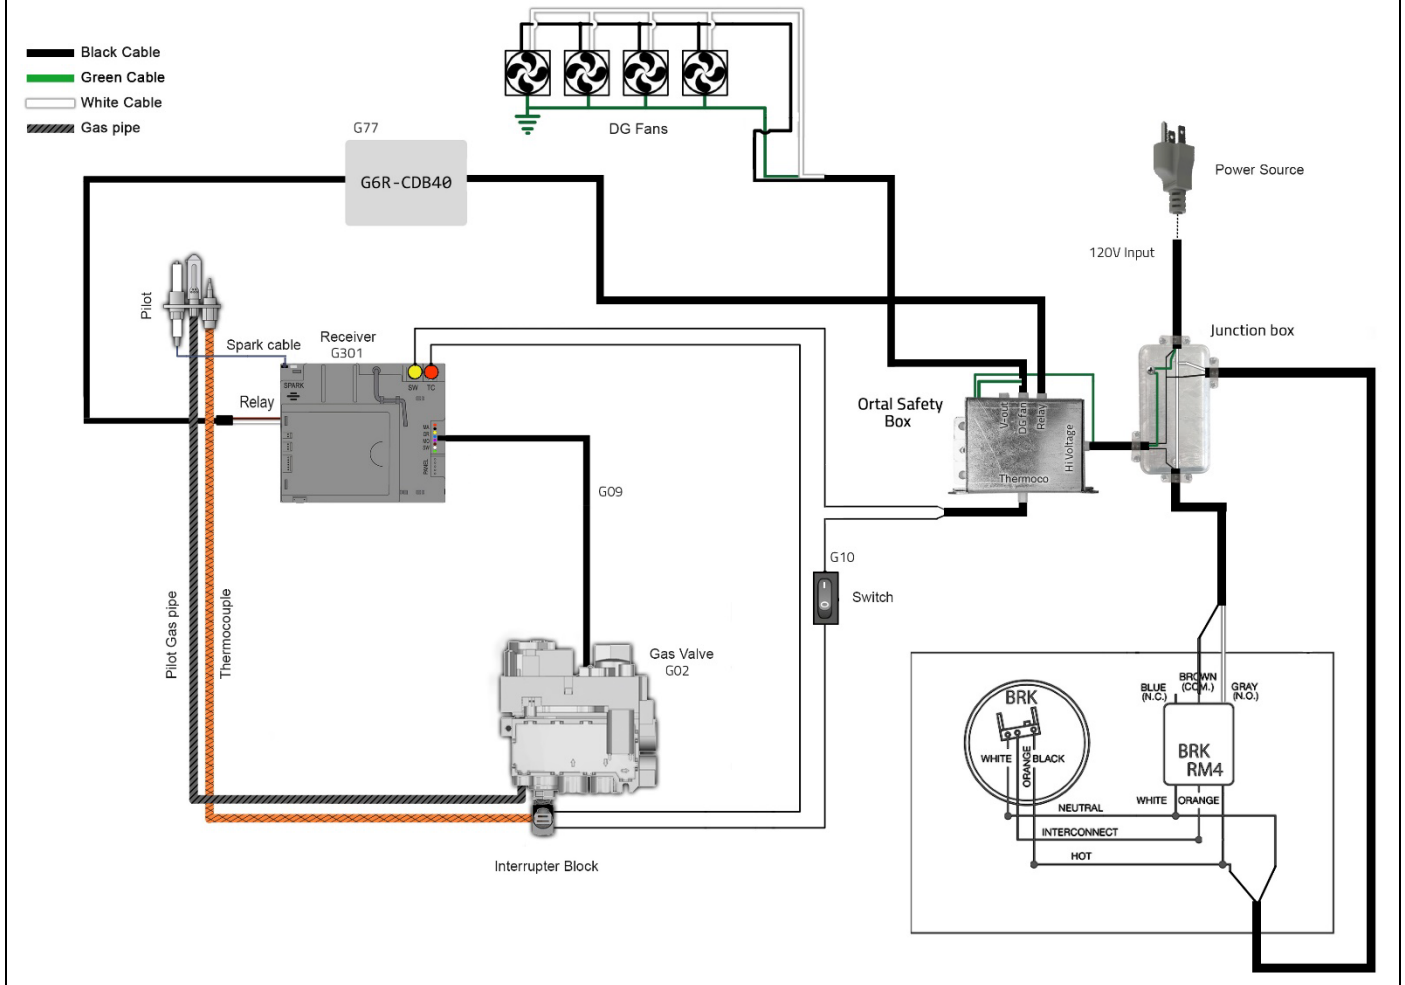 Black Cable
Green Cable
White Cable
Gas pipe
DG Fans
G77
G6R-CDB40
Power Source
120V Input
Junction box
Pilot
Spark cable
Receiver
G301
SPARK
SW TC
Relay
PANEL
G09
Ortal Safety
Box
V-out
DG fan
Relay
Hi Voltage
Thermoco
G10
Switch
I
O
Pilot Gas pipe
Thermocouple
Gas Valve
G02
Interrupter Block
BRK
WHITE
ORANGE
BLACK
BLUE
(N.C.)
BROWN
(COM.)
GRAY
(N.O.)
BRK
RM4
WHITE
ORANGE
NEUTRAL
INTERCONNECT
HOT